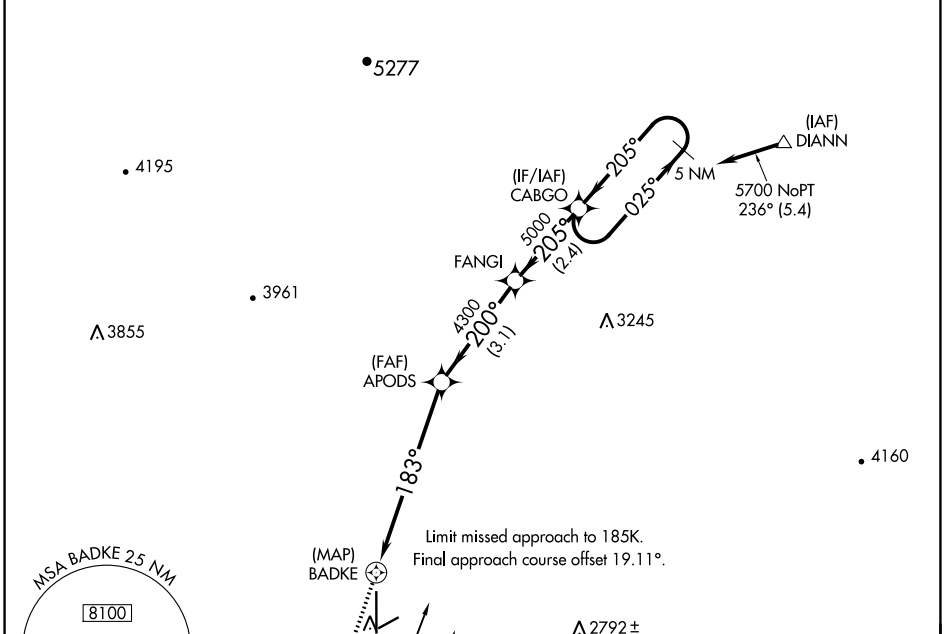 5277
(IAF)
DIANN
4195
205°
5 NM
(IF/IAF)
CABGO
025°
5700 NoPT
236° (5.4)
5000
205°
(2.4)
FANGI
3961
4300
200°
(3.1)
3245
3855
(FAF)
APODS
183°
4160
Limit missed approach to 185K.
Final approach course offset 19.11°.
(MAP)
BADKE
MSA BADKE 25 NM
8100
2792 ±